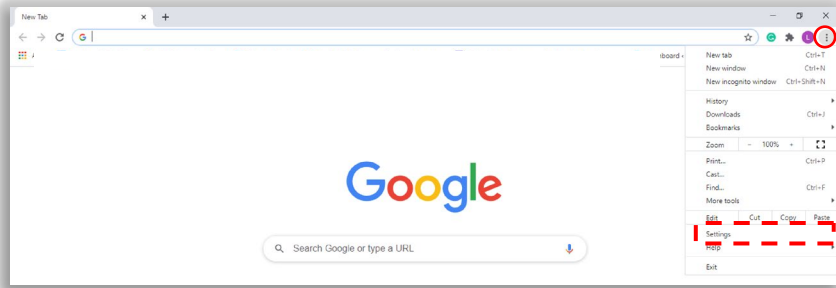 New Tab
G
L
board
New tab Ctrl+T
New window Ctrl+N
New incognito window Ctrl+Shift+N
History
Downloads Ctrl+J
Bookmarks
Zoom - 100% +
Print... Ctrl+P
Cast...
Find... Ctrl+F
More tools
Edit Cut Copy Paste
Settings
Help
Exit
Google
Search Google or type a URL